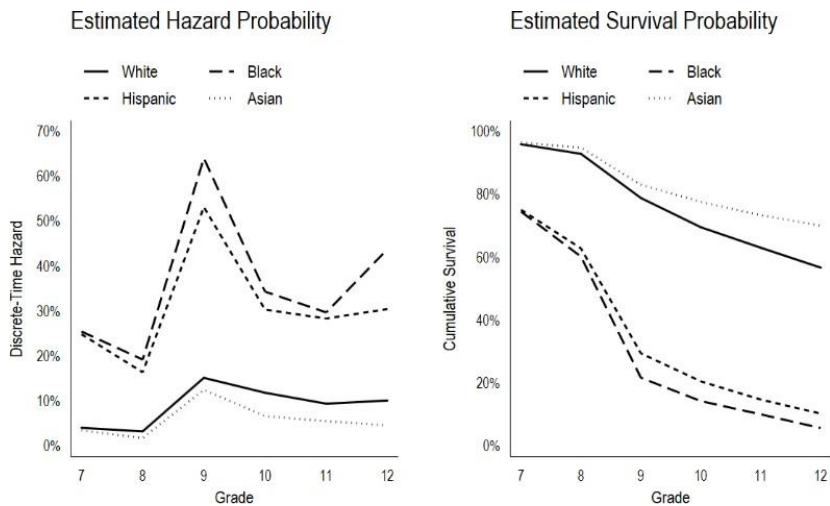 Estimated Hazard Probability
White
Black
Hispanic
Asian
70%
60%
50%
40%
30%
20%
10%
0%
Discrete-Time Hazard
7 8 9 10 11 12
Grade
Estimated Survival Probability
White
Black
Hispanic
Asian
100%
80%
60%
40%
20%
0%
Cumulative Survival
7 8 9 10 11 12
Grade